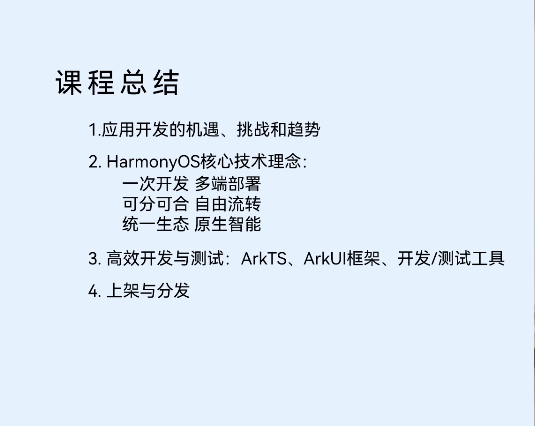 课程总结
1.应用开发的机遇、挑战和趋势
2. HarmonyOS核心技术理念：
一次开发 多端部署
可分可合 自由流转
统一生态 原生智能
3. 高效开发与测试：ArkTS、ArkUI框架、开发/测试工具
4. 上架与分发